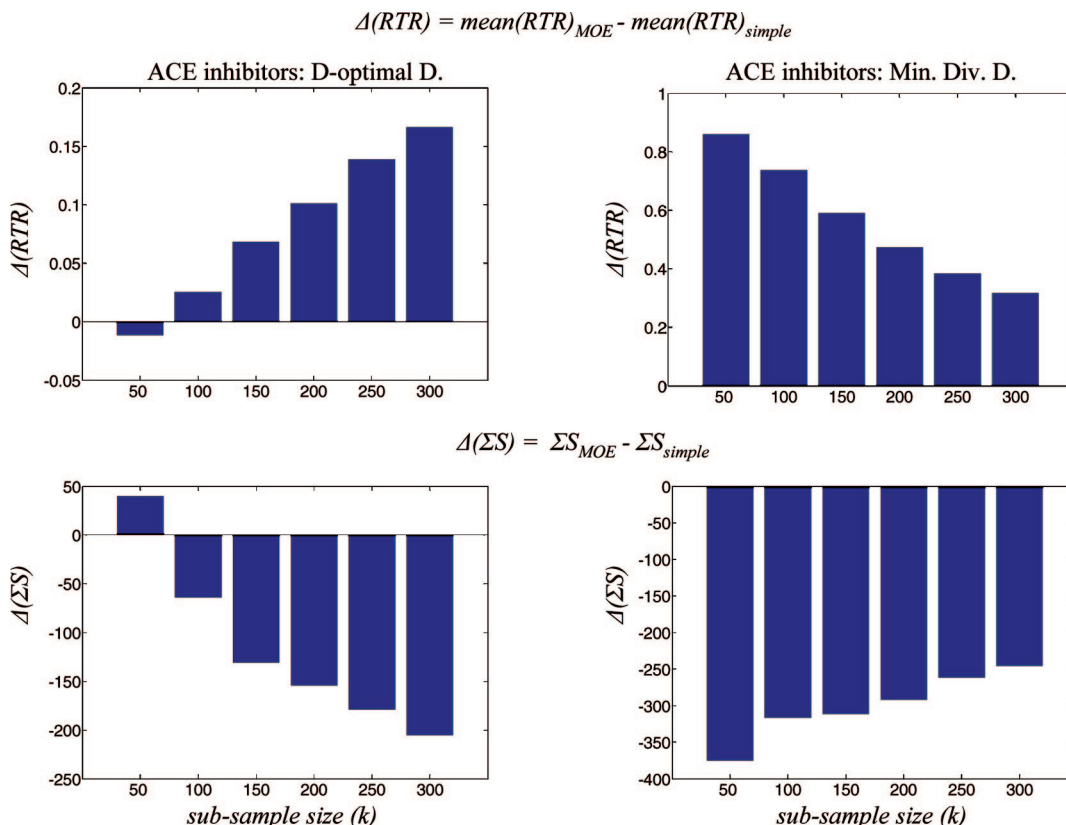 Δ(RTR) = mean(RTR)MOE - mean(RTR)simple
ACE inhibitors: D-optimal D.
0.2
0.15
0.1
0.05
0
-0.05
Δ(RTR)
50 100 150 200 250 300
ACE inhibitors: Min. Div. D.
1
0.8
0.6
0.4
0.2
0
Δ(RTR)
50 100 150 200 250 300
Δ(ΣS) = ΣSMOE - ΣSsimple
50
0
-50
-100
-150
-200
-250
Δ(ΣS)
50 100 150 200 250 300
sub-sample size (k)
0
-50
-100
-150
-200
-250
-300
-350
-400
Δ(ΣS)
50 100 150 200 250 300
sub-sample size (k)